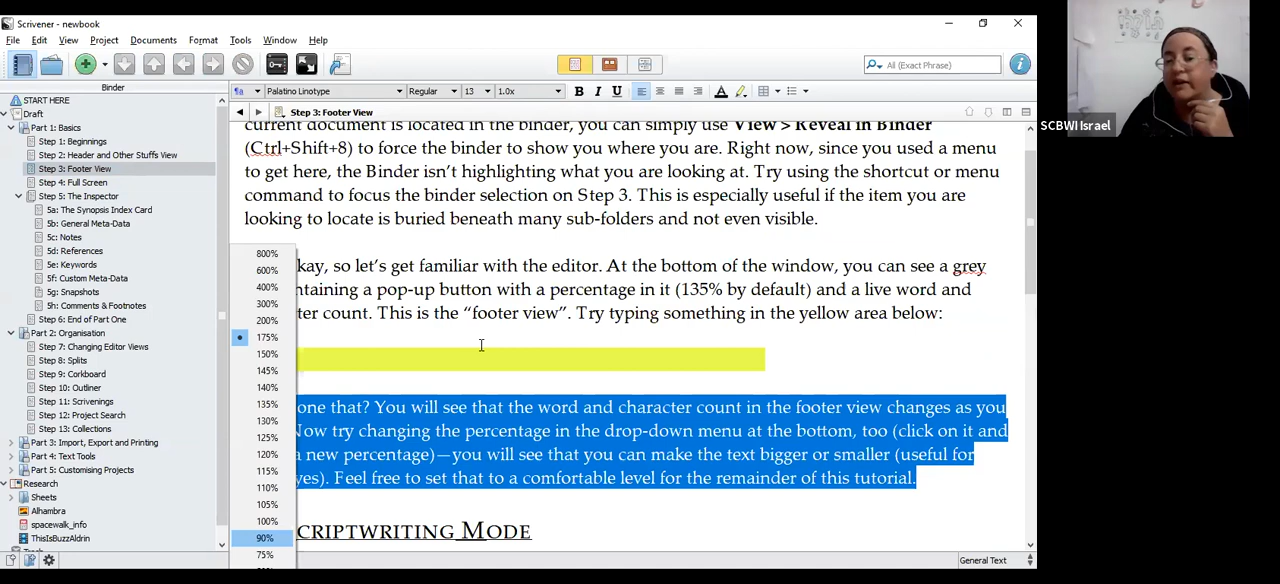 Scrivener - newbook
File Edit View Project Documents Format Tools Window Help
All (Exact Phrase)
Binder
Palatino Linotype Regular 13 1.0x B I U A
START HERE
Draft
Part 1: Basics
Step 1: Beginnings
Step 2: Header and Other Stuffs View
Step 3: Footer View
Step 4: Full Screen
Step 5: The Inspector
5a: The Synopsis Index Card
5b: General Meta-Data
5c: Notes
5d: References
5e: Keywords
5f: Custom Meta-Data
5g: Snapshots
5h: Comments & Footnotes
Step 6: End of Part One
Part 2: Organisation
Step 7: Changing Editor Views
Step 8: Splits
Step 9: Corkboard
Step 10: Outliner
Step 11: Scrivenings
Step 12: Project Search
Step 13: Collections
Part 3: Import, Export and Printing
Part 4: Text Tools
Part 5: Customising Projects
Research
Sheets
Alhambra
spacewalk_info
ThisIsBuzzAldrin
Step 3: Footer View
current document is located in the binder, you can simply use View > Reveal in Binder
(Ctrl+Shift+8) to force the binder to show you where you are. Right now, since you used a menu
to get here, the Binder isn't highlighting what you are looking at. Try using the shortcut or menu
command to focus the binder selection on Step 3. This is especially useful if the item you are
looking to locate is buried beneath many sub-folders and not even visible.
kay, so let's get familiar with the editor. At the bottom of the window, you can see a grey
ntaining a pop-up button with a percentage in it (135% by default) and a live word and
ter count. This is the “footer view”. Try typing something in the yellow area below:
one that? You will see that the word and character count in the footer view changes as you
Now try changing the percentage in the drop-down menu at the bottom, too (click on it and
a new percentage)—you will see that you can make the text bigger or smaller (useful for
yes). Feel free to set that to a comfortable level for the remainder of this tutorial.
CRIPTWRITING MODE
800%
600%
400%
300%
200%
175%
150%
145%
140%
135%
130%
125%
120%
115%
110%
105%
100%
90%
75%
General Text
SCBWI Israel